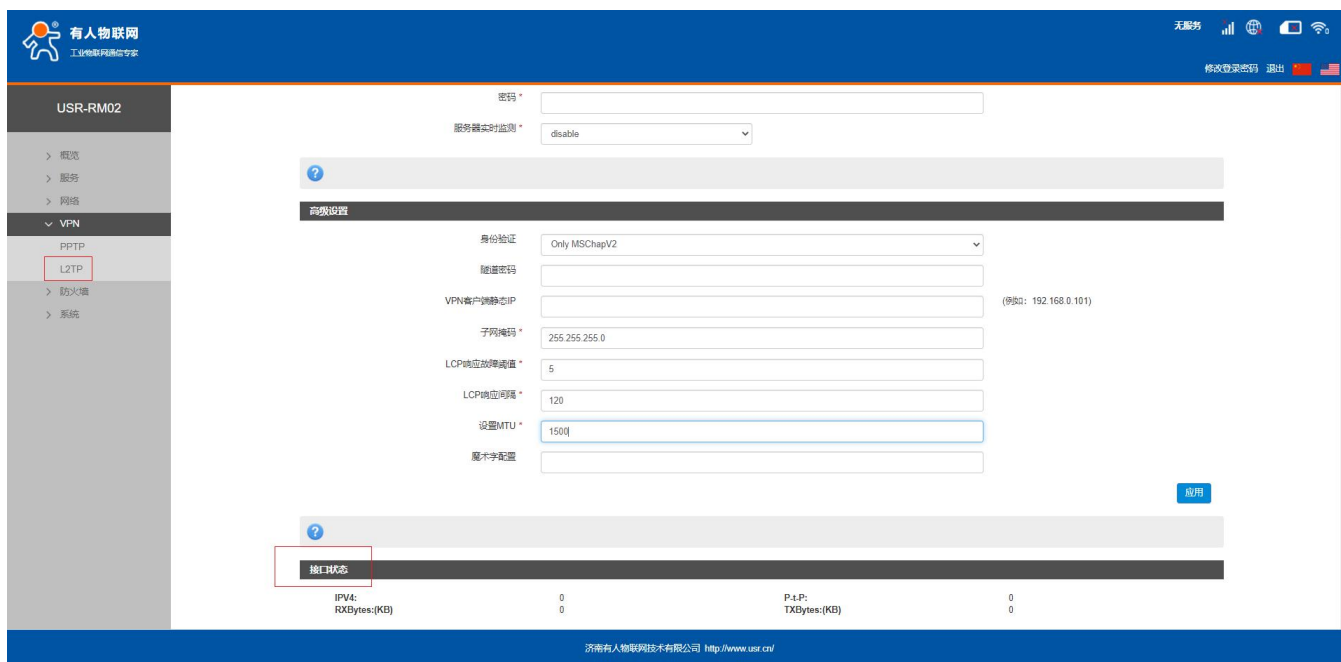 有人物联网
工业物联网通信专家
无服务
修改登录密码 退出
USR-RM02
概览
服务
网络
VPN
PPTP
L2TP
防火墙
系统
密码 *
服务器实时监测 * disable
高级设置
身份验证 Only MSChapV2
隧道密码
VPN客户端静态IP (例如：192.168.0.101)
子网掩码 * 255.255.255.0
LCP响应故障阈值 * 5
LCP响应间隔 * 120
设置MTU * 1500
魔术字配置
应用
接口状态
IPV4: 0 P-t-P: 0
RXBytes:(KB) 0 TXBytes:(KB) 0
济南有人物联网技术有限公司 http://www.usr.cn/